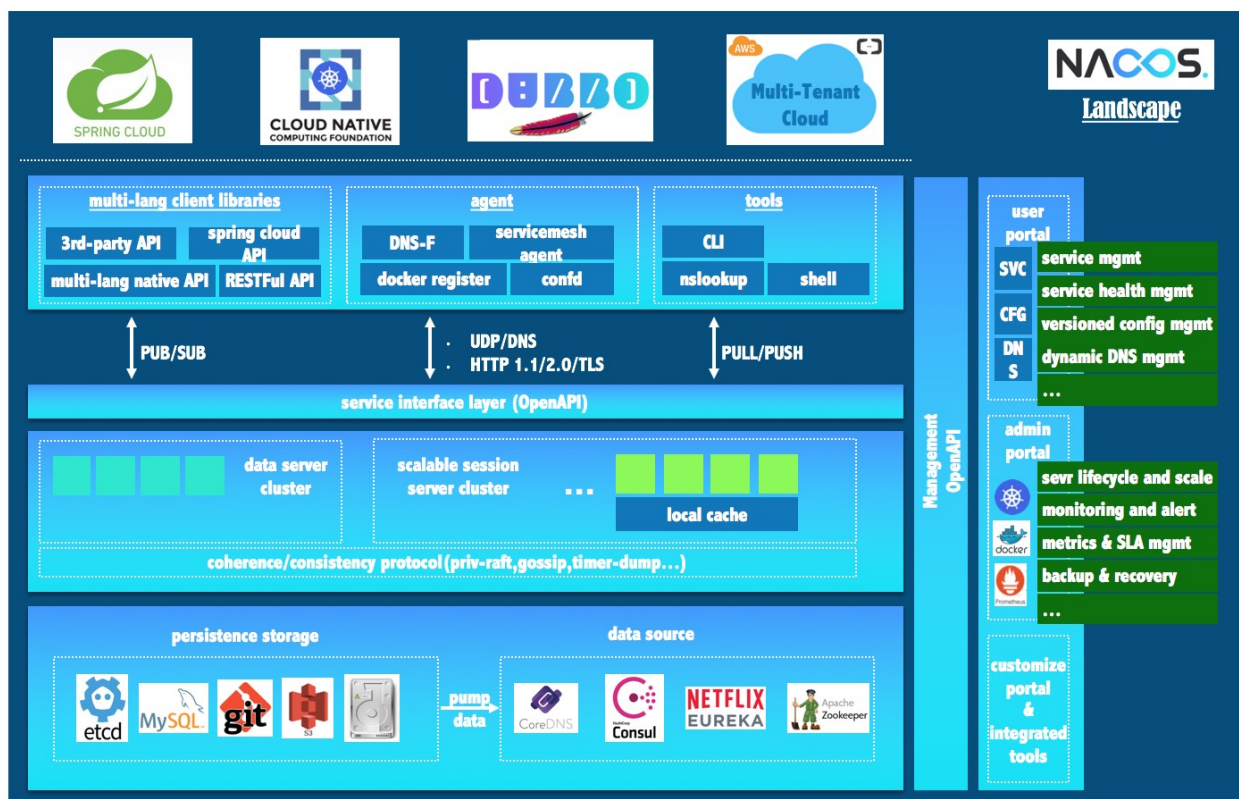 SPRING CLOUD
CLOUD NATIVE
COMPUTING FOUNDATION
DUBBO
AWS
Multi-Tenant
Cloud
NACOS.
Landscape
multi-lang client libraries
3rd-party API
spring cloud
API
multi-lang native API
RESTFul API
agent
DNS-F
servicemesh
agent
docker register
confd
tools
CLI
nslookup
shell
PUB/SUB
· UDP/DNS
· HTTP 1.1/2.0/TLS
PULL/PUSH
service interface layer (OpenAPI)
data server
cluster
scalable session
server cluster
...
local cache
coherence/consistency protocol(priv-raft,gossip,timer-dump...)
persistence storage
etcd
MySQL
git
S3
pump
data
data source
CoreDNS
HashiCorp
Consul
NETFLIX
EUREKA
Apache
Zookeeper
Management
OpenAPI
user
portal
SVC
CFG
DN
S
service mgmt
service health mgmt
versioned config mgmt
dynamic DNS mgmt
...
admin
portal
docker
Prometheus
sevr lifecycle and scale
monitoring and alert
metrics & SLA mgmt
backup & recovery
...
customize
portal
&
integrated
tools